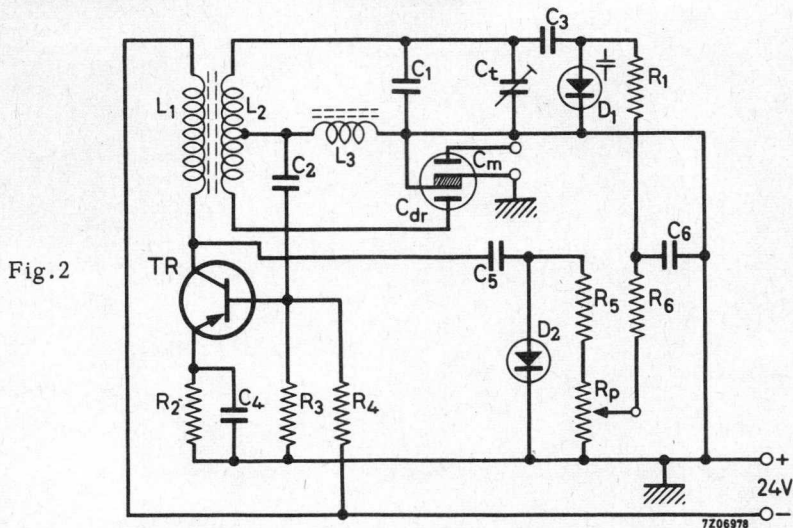 C3
C1
Ct
R1
L1
L2
D1
L3
Cm
C2
Cdr
C6
TR
C5
Fig.2
R5
R6
D2
R2
C4
R3
R4
Rp
+
24V
−
7Z06978